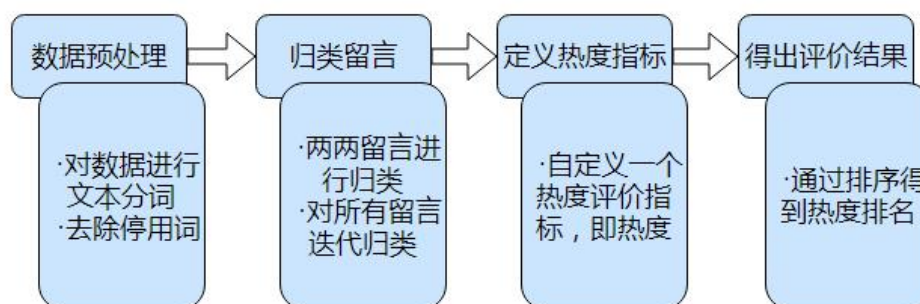 数据预处理
归类留言
定义热度指标
得出评价结果
·对数据进行
文本分词
·去除停用词
·两两留言进
行归类
·对所有留言
迭代归类
·自定义一个
热度评价指
标，即热度
·通过排序得
到热度排名